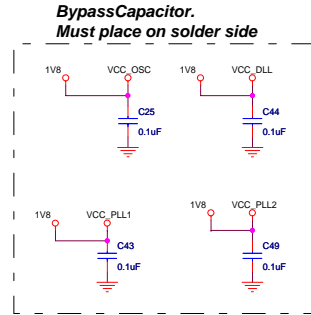 BypassCapacitor.
Must place on solder side
1V8 VCC_OSC 1V8 VCC_DLL
C25 C44
0.1uF 0.1uF
1V8 VCC_PLL1 1V8 VCC_PLL2
C43 C49
0.1uF 0.1uF